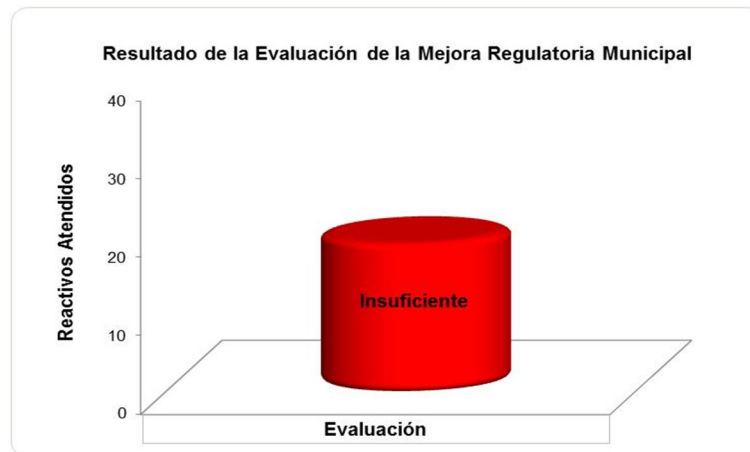 Resultado de la Evaluación de la Mejora Regulatoria Municipal
Reactivos Atendidos
40
30
20
10
0
Insuficiente
Evaluación